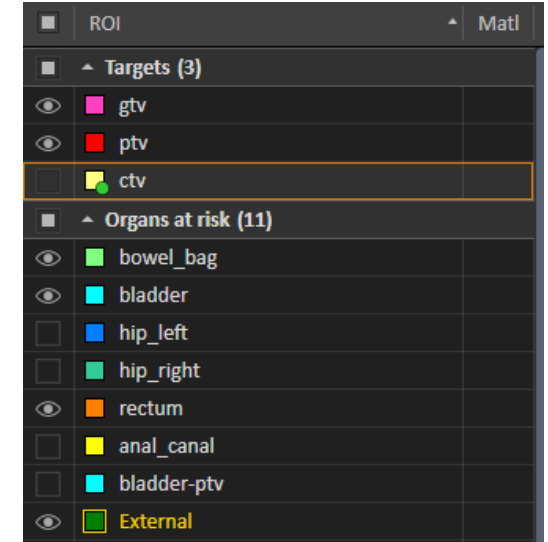 ROI Matl
Targets (3)
gtv
ptv
ctv
Organs at risk (11)
bowel_bag
bladder
hip_left
hip_right
rectum
anal_canal
bladder-ptv
External